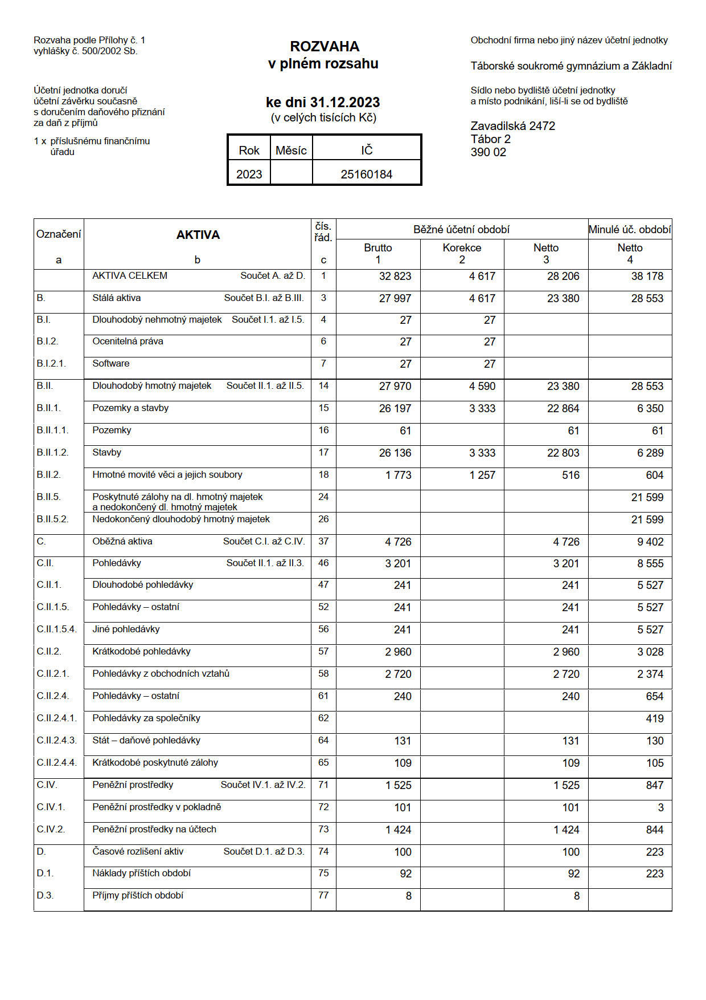 Rozvaha podle Přílohy č. 1
vyhlášky č. 500/2002 Sb.
ROZVAHA
v plném rozsahu
Obchodní firma nebo jiný název účetní jednotky
Táborské soukromé gymnázium a Základní
Účetní jednotka doručí
účetní závěrku současně
s doručením daňového přiznání
za daň z příjmů
1 x příslušnému finančnímu
úřadu
ke dni 31.12.2023
(v celých tisících Kč)
Sídlo nebo bydliště účetní jednotky
a místo podnikání, liší-li se od bydliště
Zavadilská 2472
Tábor 2
390 02
Rok Měsíc IČ
2023 25160184
Označení AKTIVA čís. řád. Běžné účetní období Minulé úč. období
Brutto Korekce Netto Netto
a b c 1 2 3 4
AKTIVA CELKEM Součet A. až D. 1 32 823 4 617 28 206 38 178
B. Stálá aktiva Součet B.I. až B.III. 3 27 997 4 617 23 380 28 553
B.I. Dlouhodobý nehmotný majetek Součet I.1. až I.5. 4 27 27
B.I.2. Ocenitelná práva 6 27 27
B.I.2.1. Software 7 27 27
B.II. Dlouhodobý hmotný majetek Součet II.1. až II.5. 14 27 970 4 590 23 380 28 553
B.II.1. Pozemky a stavby 15 26 197 3 333 22 864 6 350
B.II.1.1. Pozemky 16 61 61 61
B.II.1.2. Stavby 17 26 136 3 333 22 803 6 289
B.II.2. Hmotné movité věci a jejich soubory 18 1 773 1 257 516 604
B.II.5. Poskytnuté zálohy na dl. hmotný majetek 24 21 599
a nedokončený dl. hmotný majetek
B.II.5.2. Nedokončený dlouhodobý hmotný majetek 26 21 599
C. Oběžná aktiva Součet C.I. až C.IV. 37 4 726 4 726 9 402
C.II. Pohledávky Součet II.1. až II.3. 46 3 201 3 201 8 555
C.II.1. Dlouhodobé pohledávky 47 241 241 5 527
C.II.1.5. Pohledávky – ostatní 52 241 241 5 527
C.II.1.5.4. Jiné pohledávky 56 241 241 5 527
C.II.2. Krátkodobé pohledávky 57 2 960 2 960 3 028
C.II.2.1. Pohledávky z obchodních vztahů 58 2 720 2 720 2 374
C.II.2.4. Pohledávky – ostatní 61 240 240 654
C.II.2.4.1. Pohledávky za společníky 62 419
C.II.2.4.3. Stát – daňové pohledávky 64 131 131 130
C.II.2.4.4. Krátkodobé poskytnuté zálohy 65 109 109 105
C.IV. Peněžní prostředky Součet IV.1. až IV.2. 71 1 525 1 525 847
C.IV.1. Peněžní prostředky v pokladně 72 101 101 3
C.IV.2. Peněžní prostředky na účtech 73 1 424 1 424 844
D. Časové rozlišení aktiv Součet D.1. až D.3. 74 100 100 223
D.1. Náklady příštích období 75 92 92 223
D.3. Příjmy příštích období 77 8 8